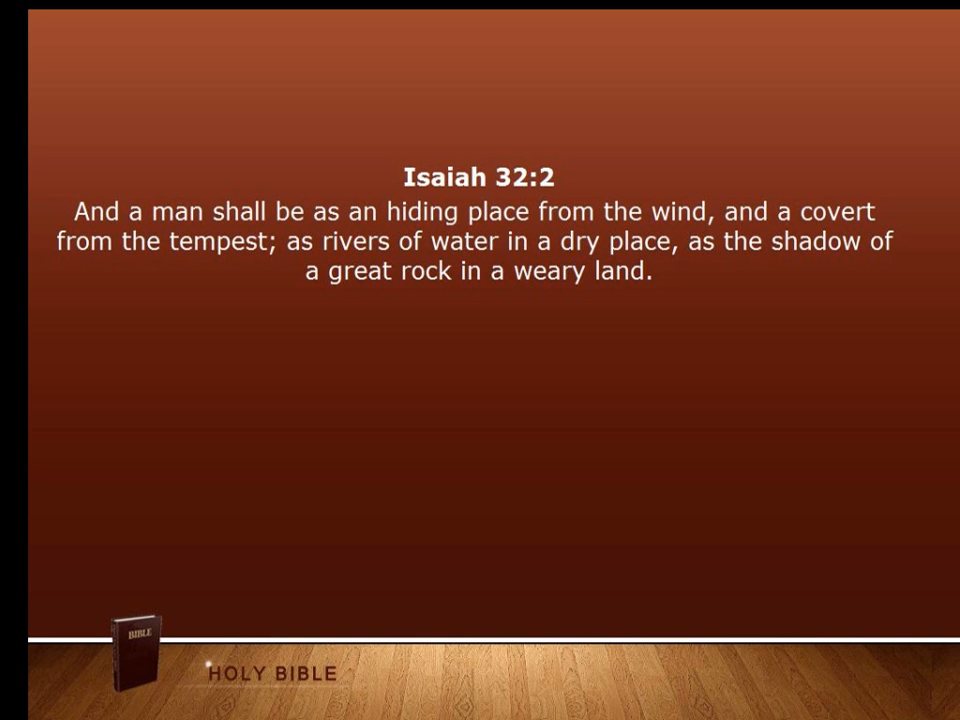 Isaiah 32:2
And a man shall be as an hiding place from the wind, and a covert
from the tempest; as rivers of water in a dry place, as the shadow of
a great rock in a weary land.
BIBLE
HOLY BIBLE